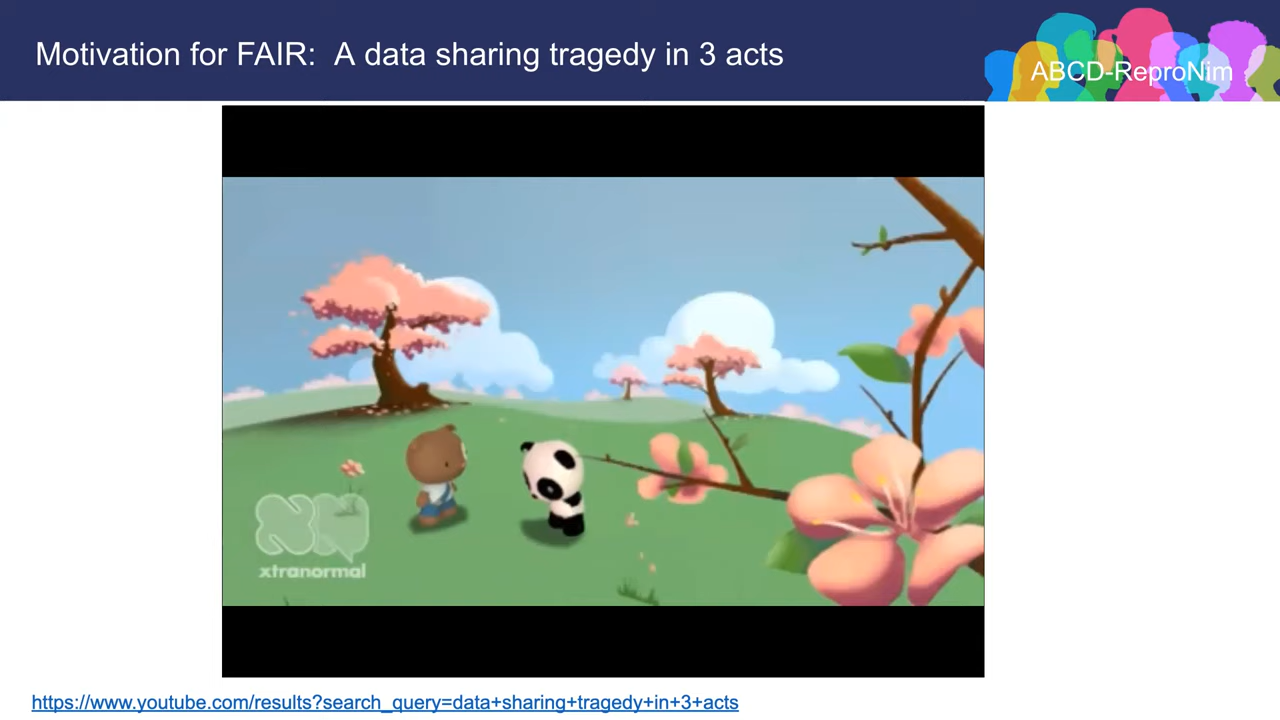 Motivation for FAIR:  A data sharing tragedy in 3 acts
ABCD-ReproNim
xtranormal
https://www.youtube.com/results?search_query=data+sharing+tragedy+in+3+acts